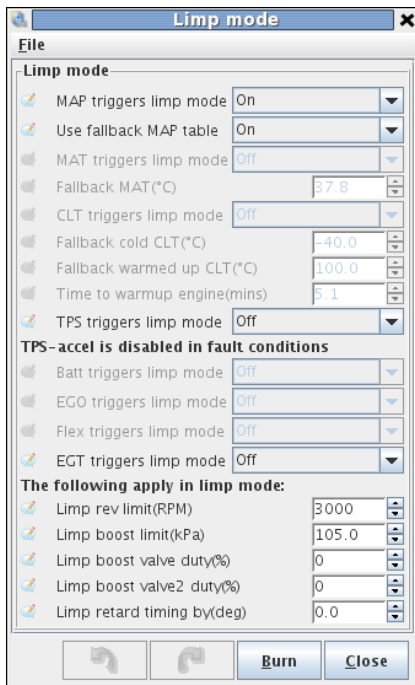 Limp mode
File
Limp mode
MAP triggers limp mode On
Use fallback MAP table On
MAT triggers limp mode Off
Fallback MAT(°C) 37.8
CLT triggers limp mode Off
Fallback cold CLT(°C) -40.0
Fallback warmed up CLT(°C) 100.0
Time to warmup engine(mins) 5.1
TPS triggers limp mode Off
TPS-accel is disabled in fault conditions
Batt triggers limp mode Off
EGO triggers limp mode Off
Flex triggers limp mode Off
EGT triggers limp mode Off
The following apply in limp mode:
Limp rev limit(RPM) 3000
Limp boost limit(kPa) 105.0
Limp boost valve duty(%) 0
Limp boost valve2 duty(%) 0
Limp retard timing by(deg) 0.0
Burn Close